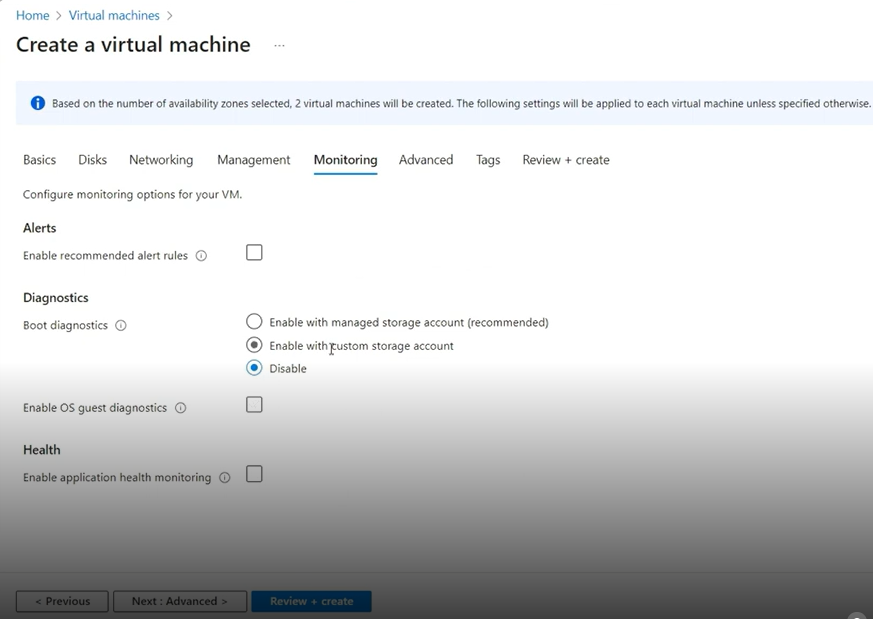 Home > Virtual machines >
Create a virtual machine ...
Based on the number of availability zones selected, 2 virtual machines will be created. The following settings will be applied to each virtual machine unless specified otherwise.
Basics Disks Networking Management Monitoring Advanced Tags Review + create
Configure monitoring options for your VM.
Alerts
Enable recommended alert rules
Diagnostics
Boot diagnostics
Enable with managed storage account (recommended)
Enable with custom storage account
Disable
Enable OS guest diagnostics
Health
Enable application health monitoring
< Previous Next : Advanced > Review + create